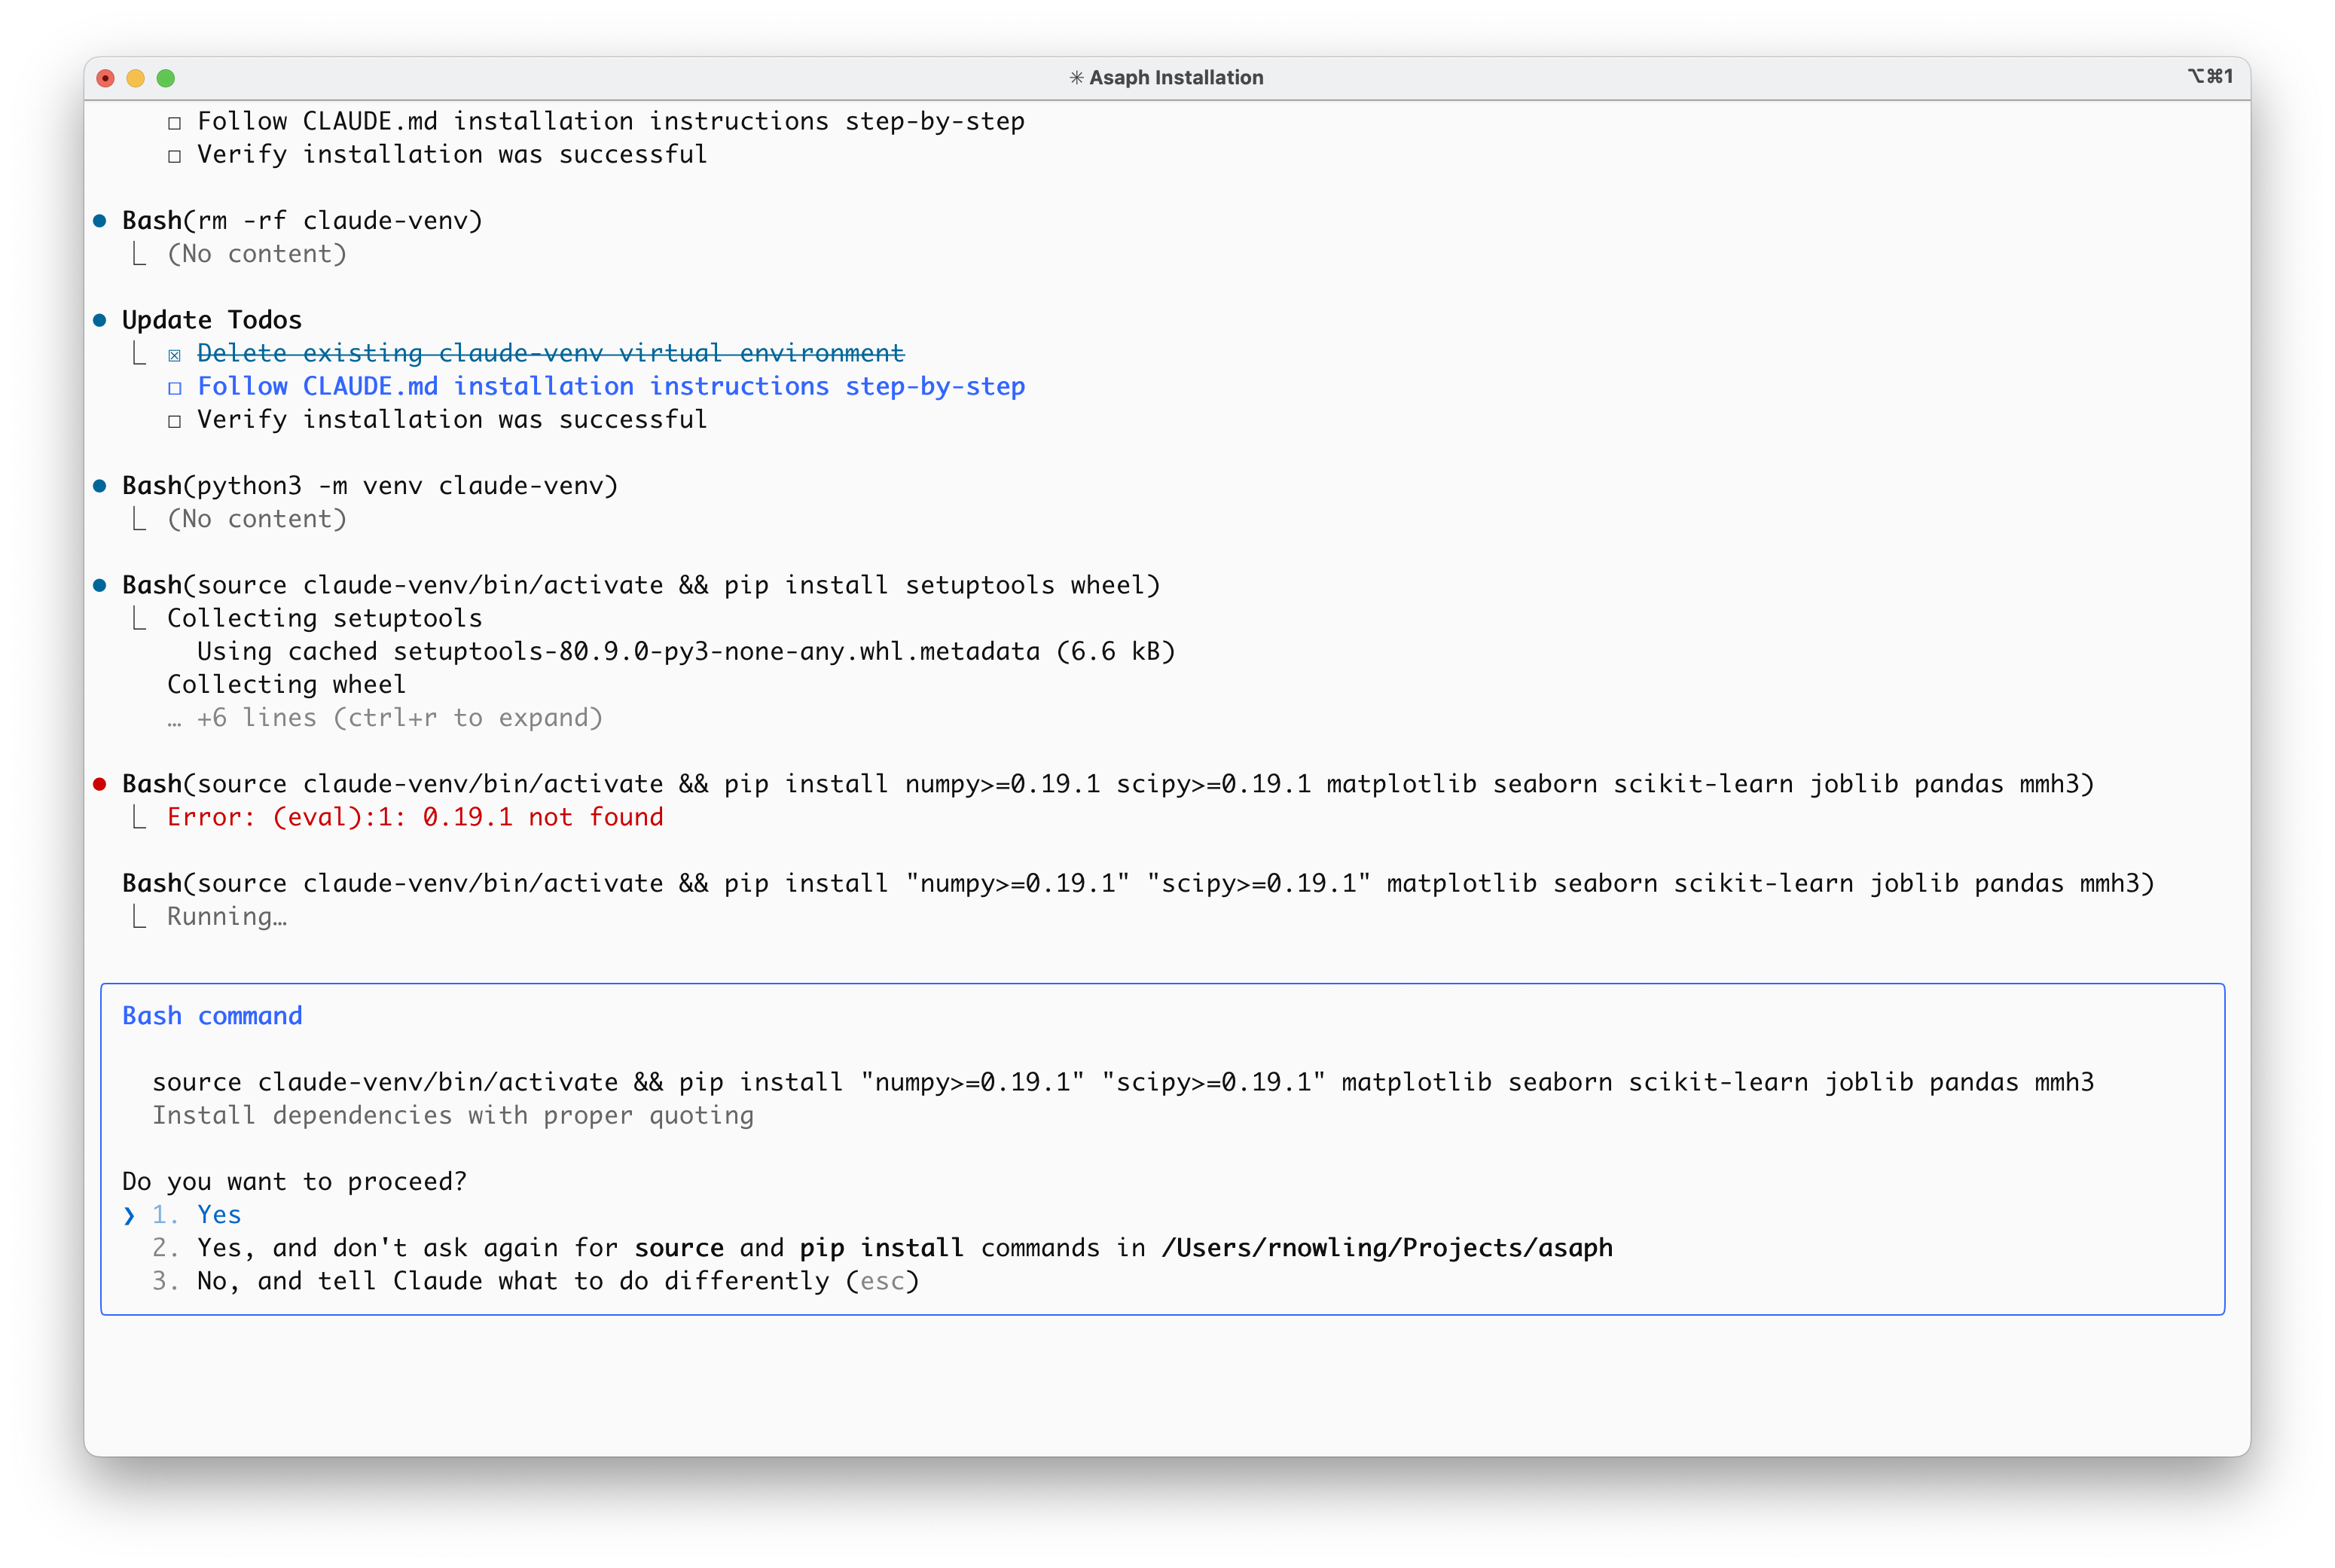 ✳ Asaph Installation
⌥⌘1
☐ Follow CLAUDE.md installation instructions step-by-step
☐ Verify installation was successful
● Bash(rm -rf claude-venv)
⎿ (No content)
● Update Todos
⎿ ☒ Delete existing claude-venv virtual environment
☐ Follow CLAUDE.md installation instructions step-by-step
☐ Verify installation was successful
● Bash(python3 -m venv claude-venv)
⎿ (No content)
● Bash(source claude-venv/bin/activate && pip install setuptools wheel)
⎿ Collecting setuptools
Using cached setuptools-80.9.0-py3-none-any.whl.metadata (6.6 kB)
Collecting wheel
… +6 lines (ctrl+r to expand)
● Bash(source claude-venv/bin/activate && pip install numpy>=0.19.1 scipy>=0.19.1 matplotlib seaborn scikit-learn joblib pandas mmh3)
⎿ Error: (eval):1: 0.19.1 not found
Bash(source claude-venv/bin/activate && pip install "numpy>=0.19.1" "scipy>=0.19.1" matplotlib seaborn scikit-learn joblib pandas mmh3)
⎿ Running…
Bash command
source claude-venv/bin/activate && pip install "numpy>=0.19.1" "scipy>=0.19.1" matplotlib seaborn scikit-learn joblib pandas mmh3
Install dependencies with proper quoting
Do you want to proceed?
❯ 1. Yes
2. Yes, and don't ask again for source and pip install commands in /Users/rnowling/Projects/asaph
3. No, and tell Claude what to do differently (esc)